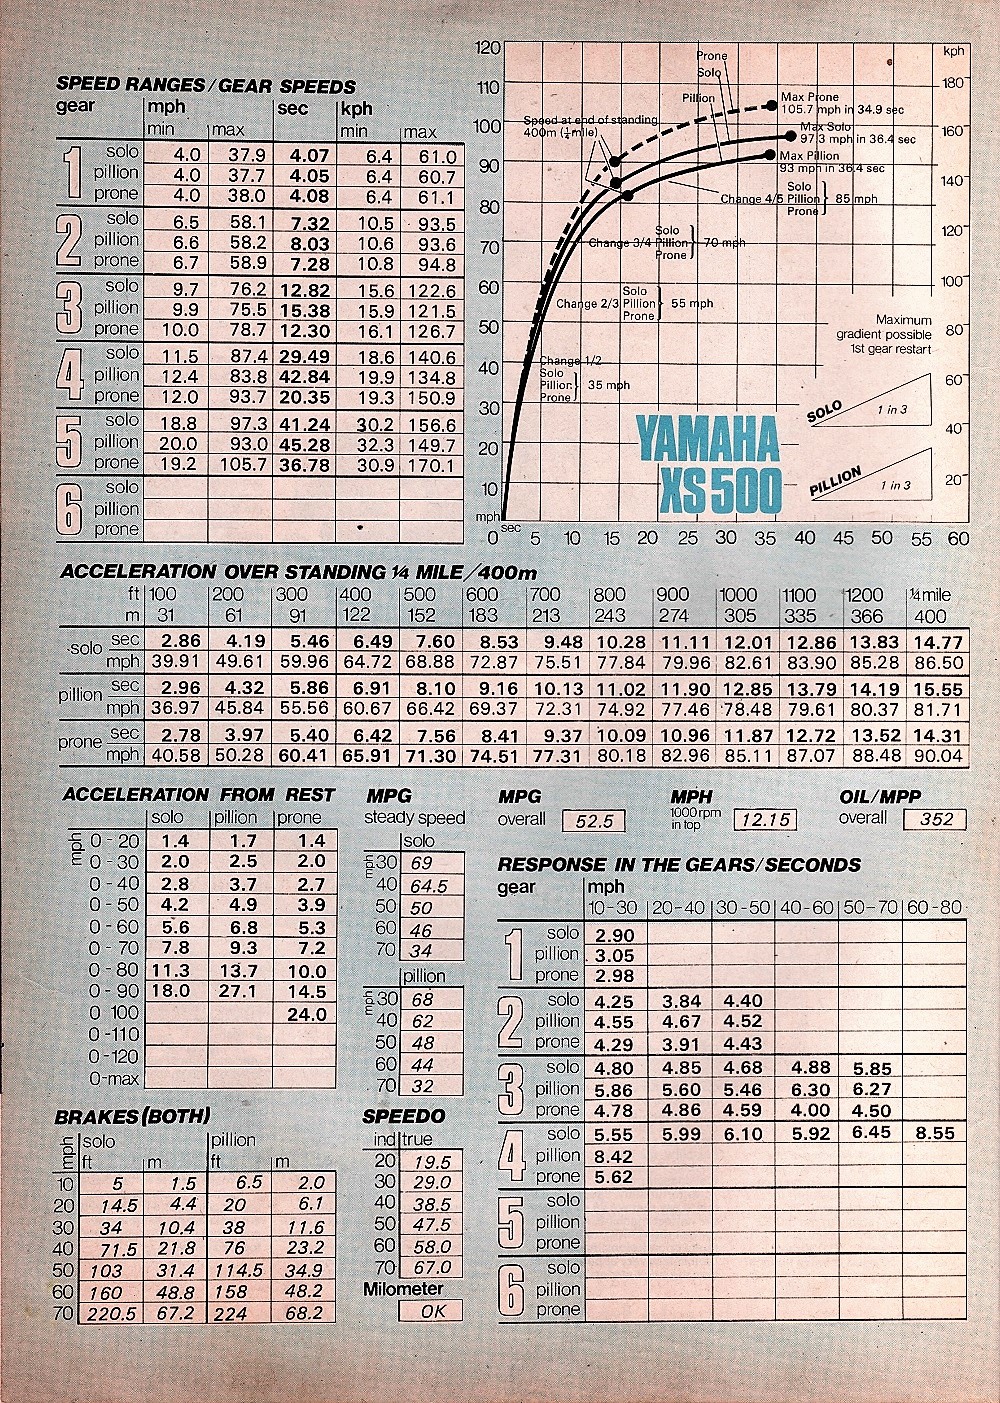 SPEED RANGES/GEAR SPEEDS
gear mph sec kph
min max min max
1 solo 4.0 37.9 4.07 6.4 61.0
pillion 4.0 37.7 4.05 6.4 60.7
prone 4.0 38.0 4.08 6.4 61.1
2 solo 6.5 58.1 7.32 10.5 93.5
pillion 6.6 58.2 8.03 10.6 93.6
prone 6.7 58.9 7.28 10.8 94.8
3 solo 9.7 76.2 12.82 15.6 122.6
pillion 9.9 75.5 15.38 15.9 121.5
prone 10.0 78.7 12.30 16.1 126.7
4 solo 11.5 87.4 29.49 18.6 140.6
pillion 12.4 83.8 42.84 19.9 134.8
prone 12.0 93.7 20.35 19.3 150.9
5 solo 18.8 97.3 41.24 30.2 156.6
pillion 20.0 93.0 45.28 32.3 149.7
prone 19.2 105.7 36.78 30.9 170.1
6 solo
pillion
prone
120 110 100 90 80 70 60 50 40 30 20 10 mph
kph 180 160 140 120 100 80 60 40 20
sec
0 5 10 15 20 25 30 35 40 45 50 55 60
Prone
Solo
Pillion
Max Prone
105.7 mph in 34.9 sec
Speed at end of standing
400m (¼mile)
Max Solo
97.3 mph in 36.4 sec
Max Pillion
93 mph in 36.4 sec
Solo
Change 4/5 Pillion 85 mph
Prone
Solo
Change 3/4 Pillion 70 mph
Prone
Solo
Change 2/3 Pillion 55 mph
Prone
Change 1/2
Solo
Pillion 35 mph
Prone
Maximum
gradient possible
1st gear restart
SOLO 1 in 3
PILLION 1 in 3
YAMAHA
XS500
ACCELERATION OVER STANDING ¼ MILE/400m
ft 100 200 300 400 500 600 700 800 900 1000 1100 1200 ¼mile
m 31 61 91 122 152 183 213 243 274 305 335 366 400
solo sec 2.86 4.19 5.46 6.49 7.60 8.53 9.48 10.28 11.11 12.01 12.86 13.83 14.77
mph 39.91 49.61 59.96 64.72 68.88 72.87 75.51 77.84 79.96 82.61 83.90 85.28 86.50
pillion sec 2.96 4.32 5.86 6.91 8.10 9.16 10.13 11.02 11.90 12.85 13.79 14.19 15.55
mph 36.97 45.84 55.56 60.67 66.42 69.37 72.31 74.92 77.46 78.48 79.61 80.37 81.71
prone sec 2.78 3.97 5.40 6.42 7.56 8.41 9.37 10.09 10.96 11.87 12.72 13.52 14.31
mph 40.58 50.28 60.41 65.91 71.30 74.51 77.31 80.18 82.96 85.11 87.07 88.48 90.04
ACCELERATION FROM REST
solo pillion prone
mph
0-20 1.4 1.7 1.4
0-30 2.0 2.5 2.0
0-40 2.8 3.7 2.7
0-50 4.2 4.9 3.9
0-60 5.6 6.8 5.3
0-70 7.8 9.3 7.2
0-80 11.3 13.7 10.0
0-90 18.0 27.1 14.5
0 100 24.0
0-110
0-120
0-max
MPG
steady speed
solo
mph
30 69
40 64.5
50 50
60 46
70 34
pillion
mph
30 68
40 62
50 48
60 44
70 32
MPG
overall 52.5
MPH
1000rpm
in top 12.15
OIL/MPP
overall 352
RESPONSE IN THE GEARS/SECONDS
gear mph
10-30 20-40 30-50 40-60 50-70 60-80
1 solo 2.90
pillion 3.05
prone 2.98
2 solo 4.25 3.84 4.40
pillion 4.55 4.67 4.52
prone 4.29 3.91 4.43
3 solo 4.80 4.85 4.68 4.88 5.85
pillion 5.86 5.60 5.46 6.30 6.27
prone 4.78 4.86 4.59 4.00 4.50
4 solo 5.55 5.99 6.10 5.92 6.45 8.55
pillion 8.42
prone 5.62
5 solo
pillion
prone
6 solo
pillion
prone
BRAKES (BOTH)
mph solo pillion
ft m ft m
10 5 1.5 6.5 2.0
20 14.5 4.4 20 6.1
30 34 10.4 38 11.6
40 71.5 21.8 76 23.2
50 103 31.4 114.5 34.9
60 160 48.8 158 48.2
70 220.5 67.2 224 68.2
SPEEDO
ind true
20 19.5
30 29.0
40 38.5
50 47.5
60 58.0
70 67.0
Milometer
OK